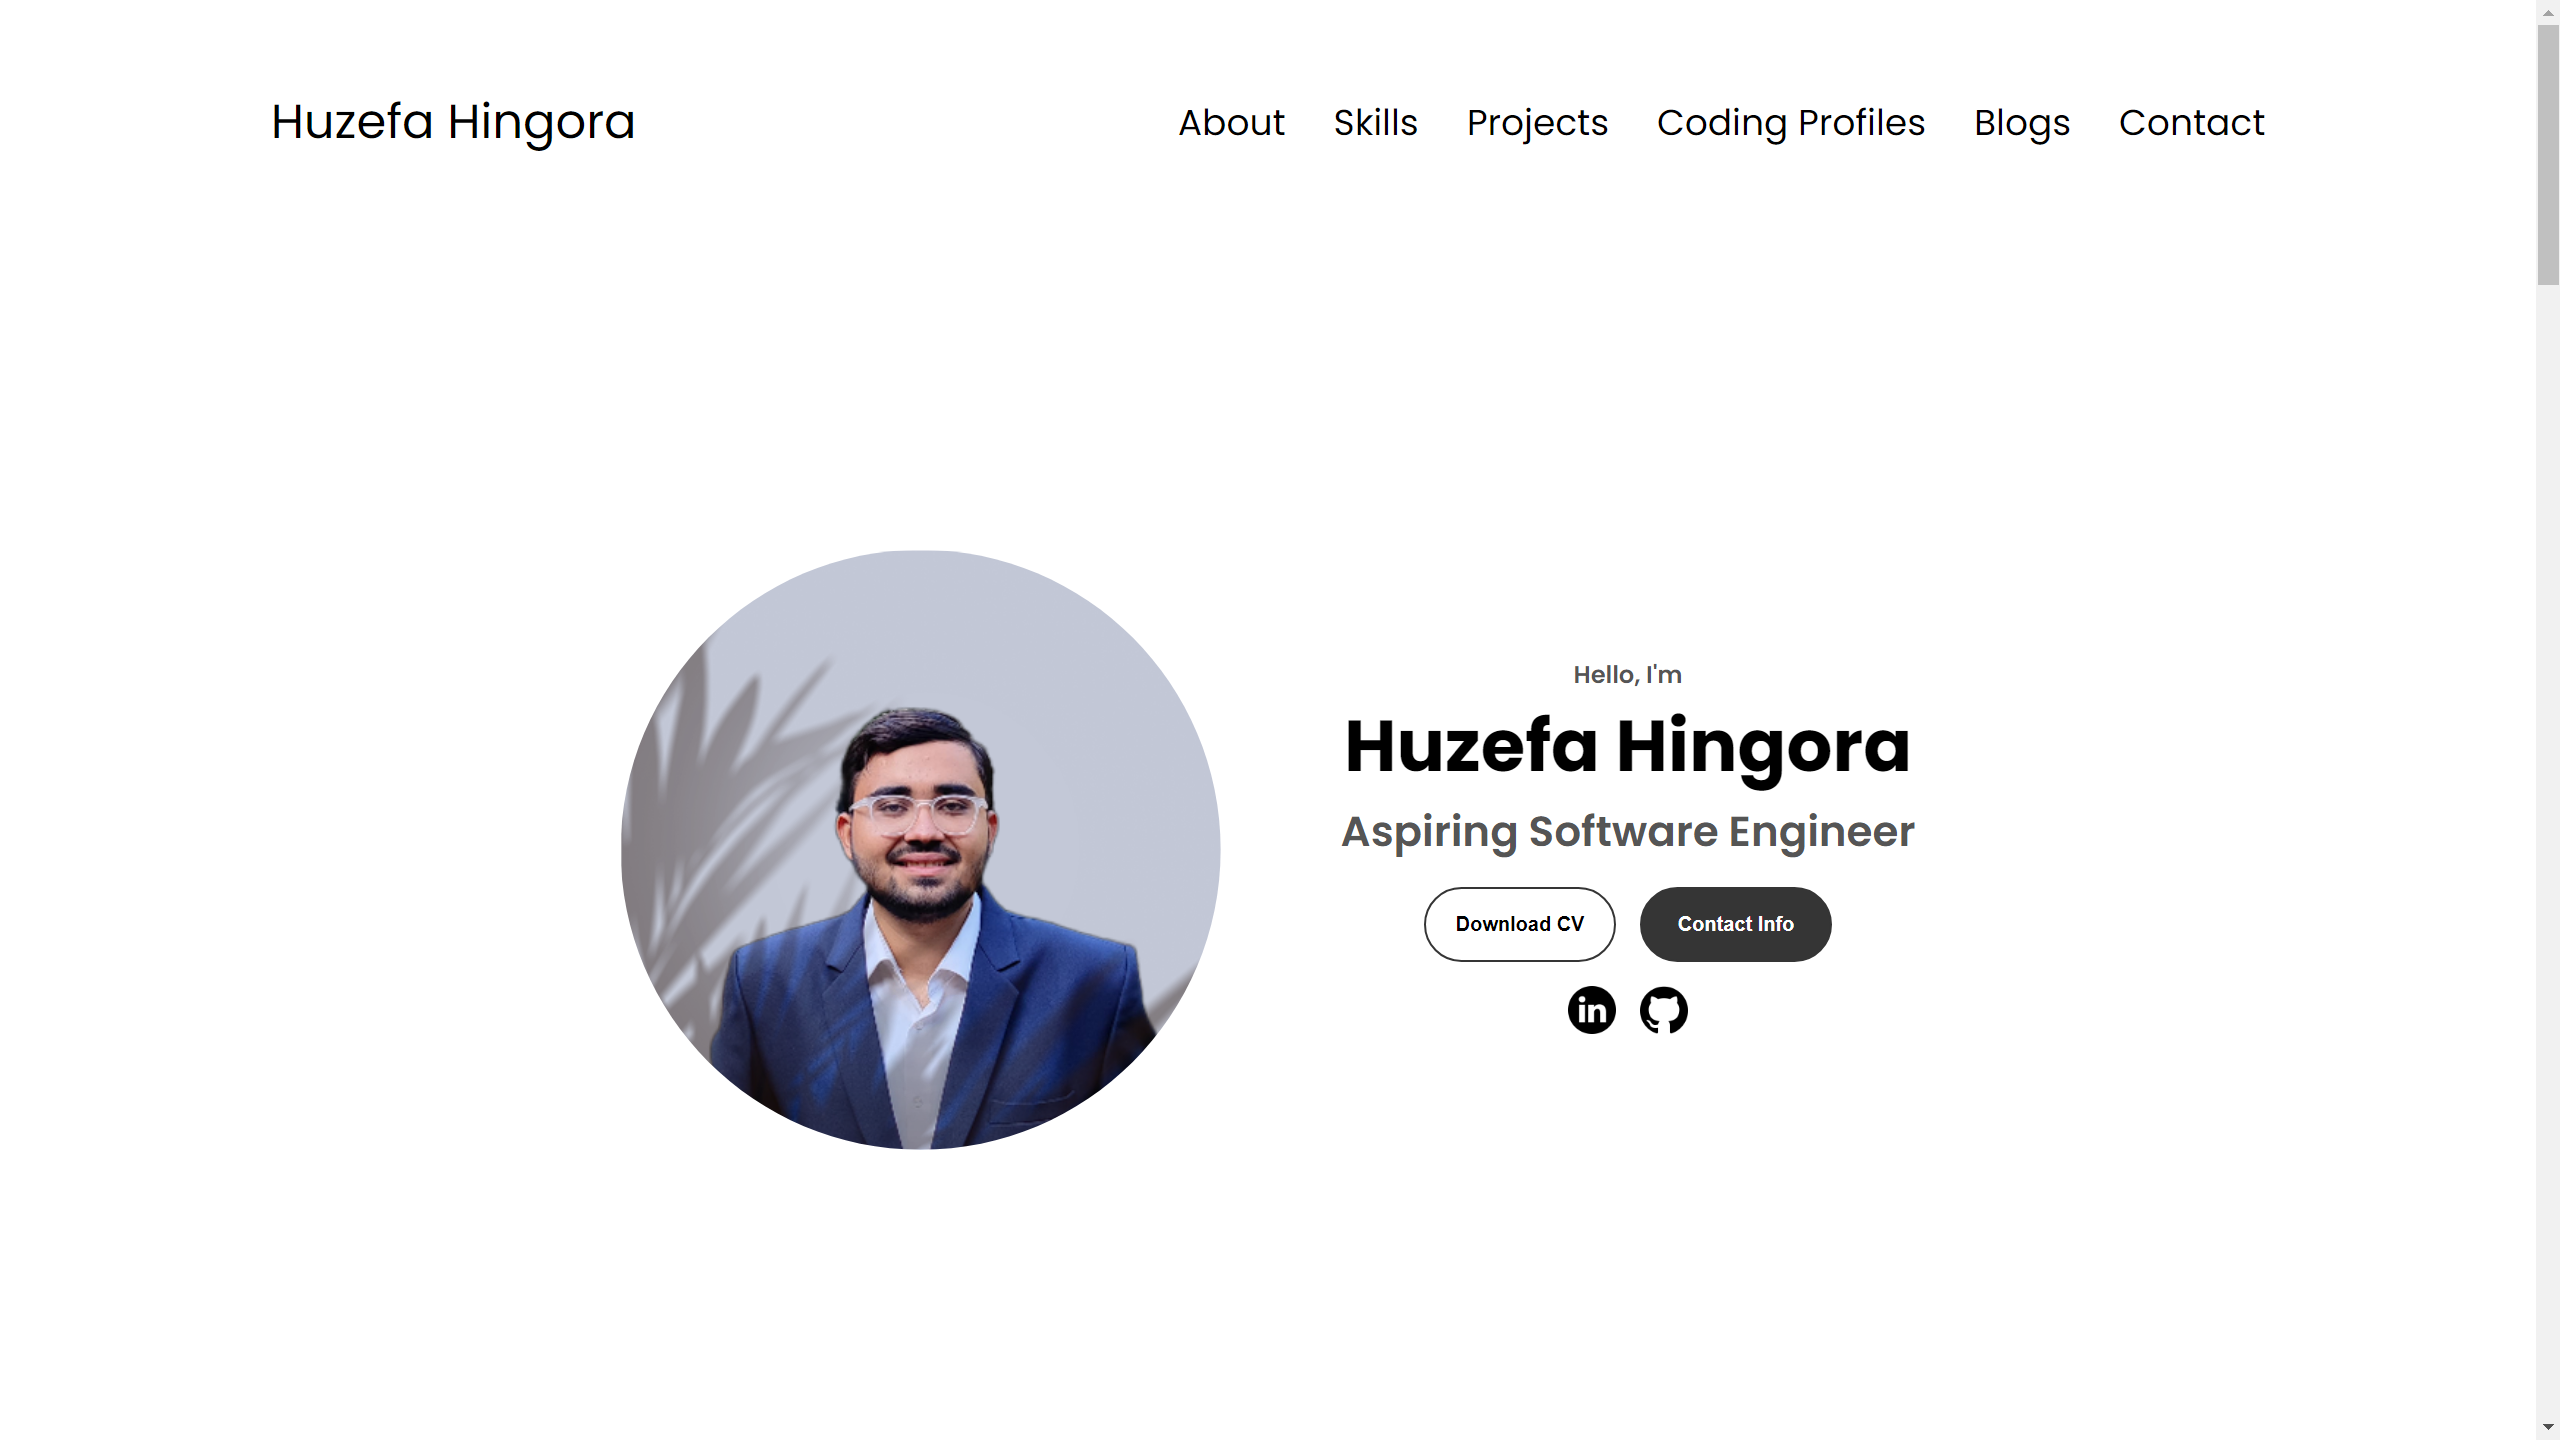 Huzefa Hingora
About Skills Projects Coding Profiles Blogs Contact
Hello, I'm
Huzefa Hingora
Aspiring Software Engineer
Download CV
Contact Info
in